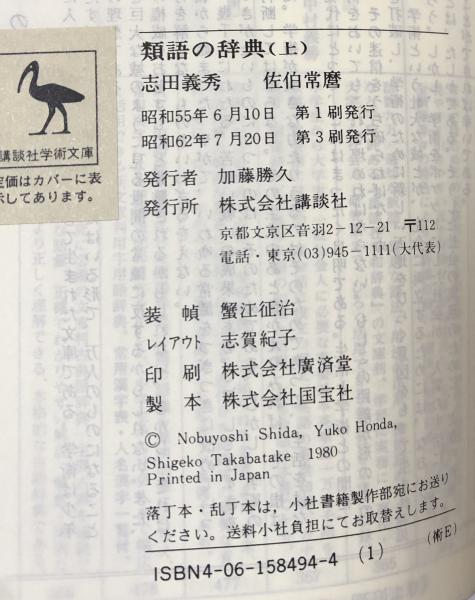 類語の辞典(上)
志田義秀　佐伯常麿
昭和55年6月10日　第1刷発行
昭和62年7月20日　第3刷発行
発行者　加藤勝久
発行所　株式会社講談社
京都文京区音羽2-12-21　〒112
電話・東京(03)945-1111(大代表)
装　幀　蟹江征治
レイアウト　志賀紀子
印　刷　株式会社廣済堂
製　本　株式会社国宝社
© Nobuyoshi Shida, Yuko Honda,
Shigeko Takabatake 1980
Printed in Japan
落丁本・乱丁本は，小社書籍製作部宛にお送り
ください。送料小社負担にてお取替えします。
ISBN4-06-158494-4 (1)　(術E)
講談社学術文庫
定価はカバーに表
示してあります。